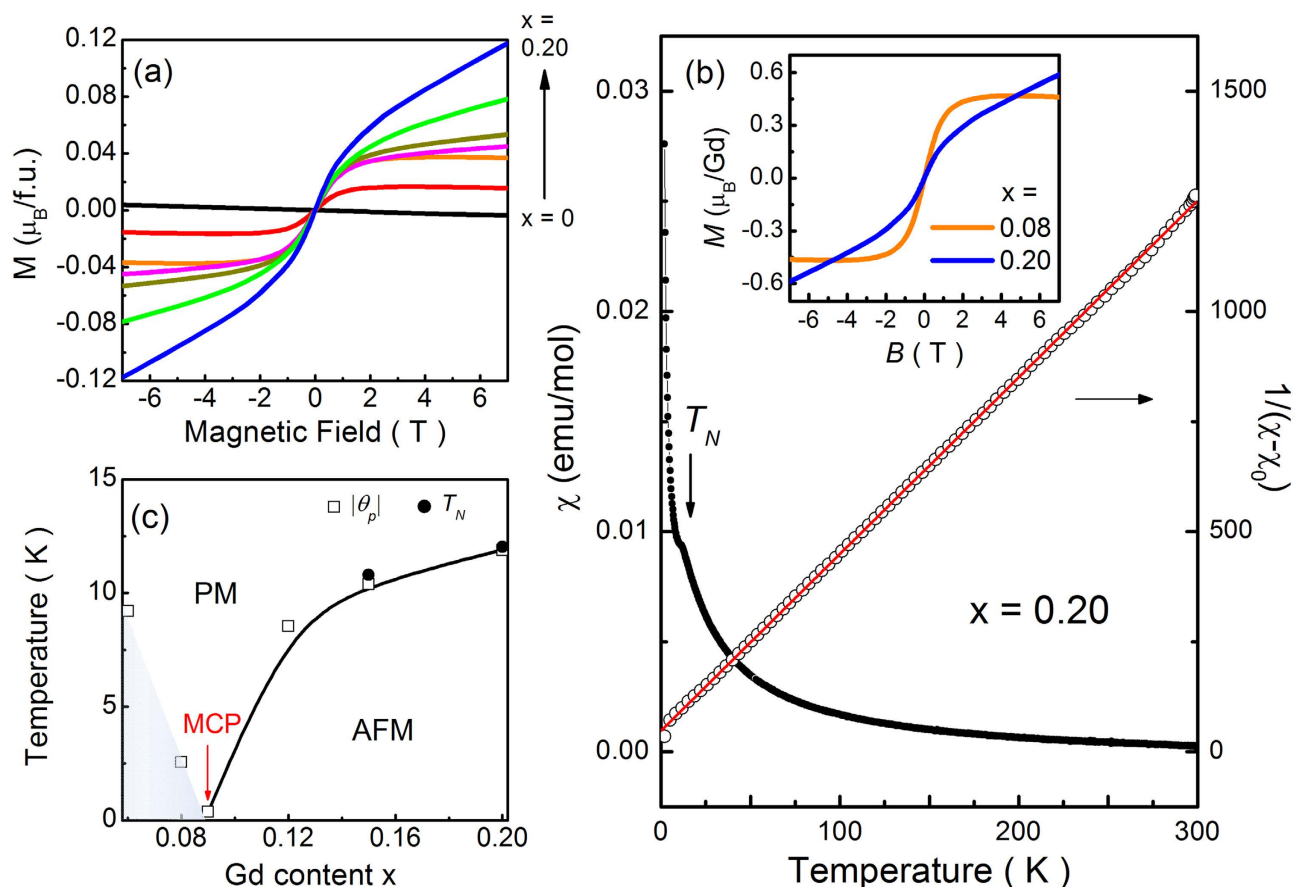 (a)
x =
0.20
x = 0
0.12
0.08
0.04
0.00
-0.04
-0.08
-0.12
M (μB/f.u.)
-6 -4 -2 0 2 4 6
Magnetic Field ( T )
(b)
0.03
0.02
0.01
0.00
χ (emu/mol)
1500
1000
500
0
1/(χ-χ0)
0 50 100 150 200 250 300
Temperature ( K )
TN
x = 0.20
0.6
0.3
0.0
-0.3
-0.6
M (μB/Gd)
x =
0.08
0.20
-6 -4 -2 0 2 4 6
B ( T )
(c)
|θp| TN
15
10
5
0
Temperature ( K )
PM
MCP
AFM
0.08 0.12 0.16 0.20
Gd content x